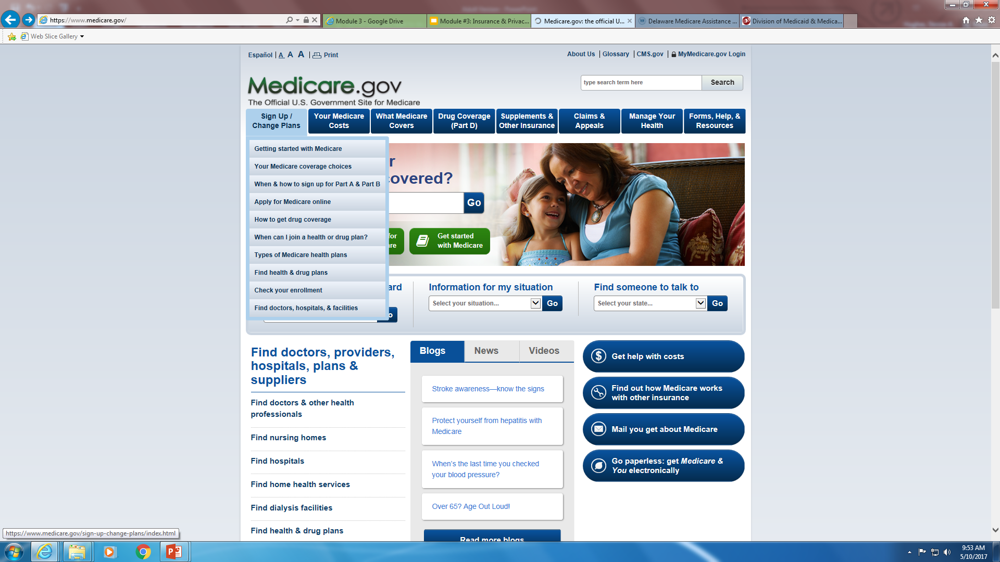 https://www.medicare.gov/
Module 3 - Google Drive
Module #3: Insurance & Privac...
Medicare.gov: the official U...
Delaware Medicare Assistance ...
Division of Medicaid & Medica...
Web Slice Gallery
Español A A A Print
About Us Glossary CMS.gov MyMedicare.gov Login
Medicare.gov
The Official U.S. Government Site for Medicare
type search term here Search
Sign Up / Change Plans
Your Medicare Costs
What Medicare Covers
Drug Coverage (Part D)
Supplements & Other Insurance
Claims & Appeals
Manage Your Health
Forms, Help, & Resources
Getting started with Medicare
Your Medicare coverage choices
When & how to sign up for Part A & Part B
Apply for Medicare online
How to get drug coverage
When can I join a health or drug plan?
Types of Medicare health plans
Find health & drug plans
Check your enrollment
Find doctors, hospitals, & facilities
r
overed?
Go
for
re
Get started
with Medicare
ard
o
Information for my situation
Select your situation... Go
Find someone to talk to
Select your state... Go
Find doctors, providers,
hospitals, plans &
suppliers
Find doctors & other health
professionals
Find nursing homes
Find hospitals
Find home health services
Find dialysis facilities
Find health & drug plans
Blogs News Videos
Stroke awareness—know the signs
Protect yourself from hepatitis with
Medicare
When's the last time you checked
your blood pressure?
Over 65? Age Out Loud!
Read more blogs
Get help with costs
Find out how Medicare works
with other insurance
Mail you get about Medicare
Go paperless: get Medicare &
You electronically
https://www.medicare.gov/sign-up-change-plans/index.html
9:53 AM
5/10/2017